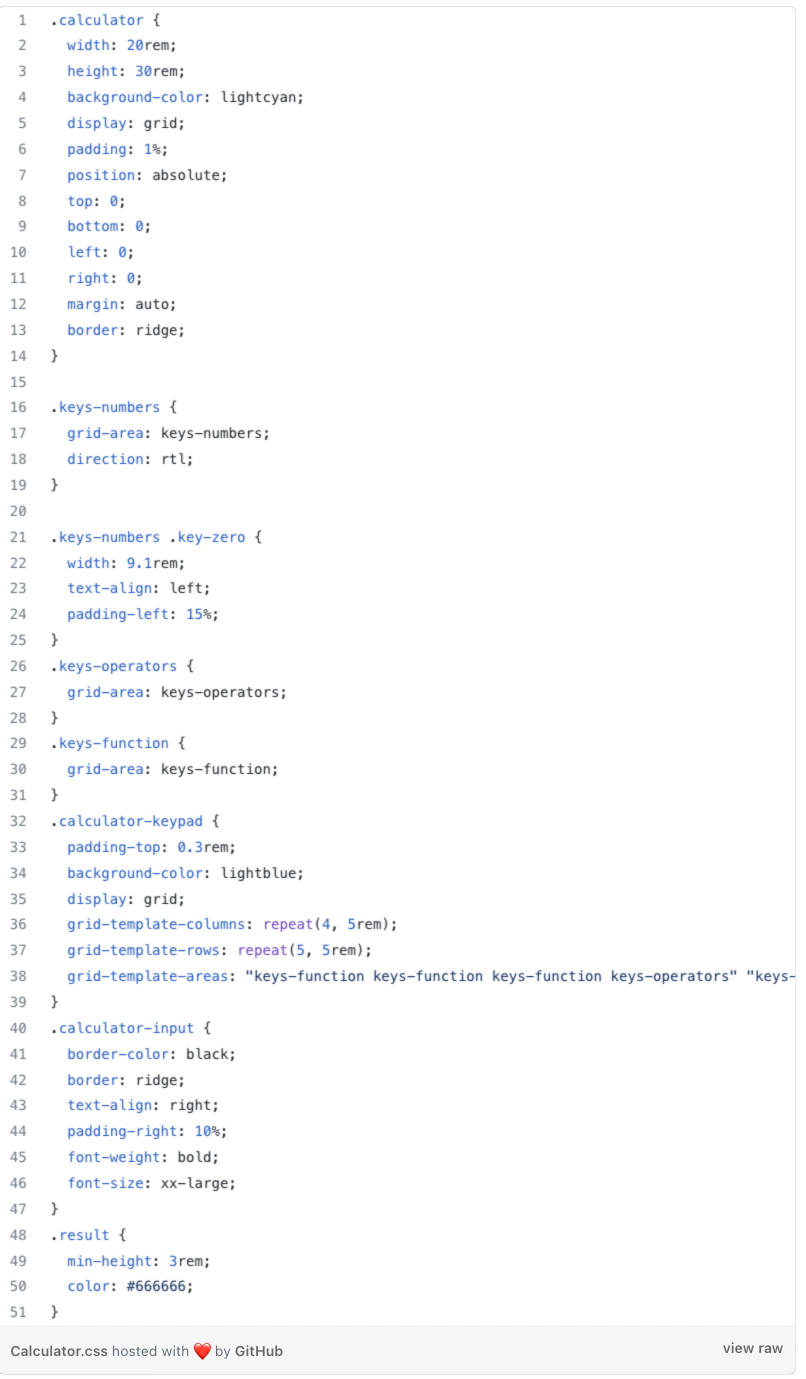 1 .calculator {
2 width: 20rem;
3 height: 30rem;
4 background-color: lightcyan;
5 display: grid;
6 padding: 1%;
7 position: absolute;
8 top: 0;
9 bottom: 0;
10 left: 0;
11 right: 0;
12 margin: auto;
13 border: ridge;
14 }
15
16 .keys-numbers {
17 grid-area: keys-numbers;
18 direction: rtl;
19 }
20
21 .keys-numbers .key-zero {
22 width: 9.1rem;
23 text-align: left;
24 padding-left: 15%;
25 }
26 .keys-operators {
27 grid-area: keys-operators;
28 }
29 .keys-function {
30 grid-area: keys-function;
31 }
32 .calculator-keypad {
33 padding-top: 0.3rem;
34 background-color: lightblue;
35 display: grid;
36 grid-template-columns: repeat(4, 5rem);
37 grid-template-rows: repeat(5, 5rem);
38 grid-template-areas: "keys-function keys-function keys-function keys-operators" "keys-
39 }
40 .calculator-input {
41 border-color: black;
42 border: ridge;
43 text-align: right;
44 padding-right: 10%;
45 font-weight: bold;
46 font-size: xx-large;
47 }
48 .result {
49 min-height: 3rem;
50 color: #666666;
51 }
Calculator.css hosted with ❤ by GitHub view raw